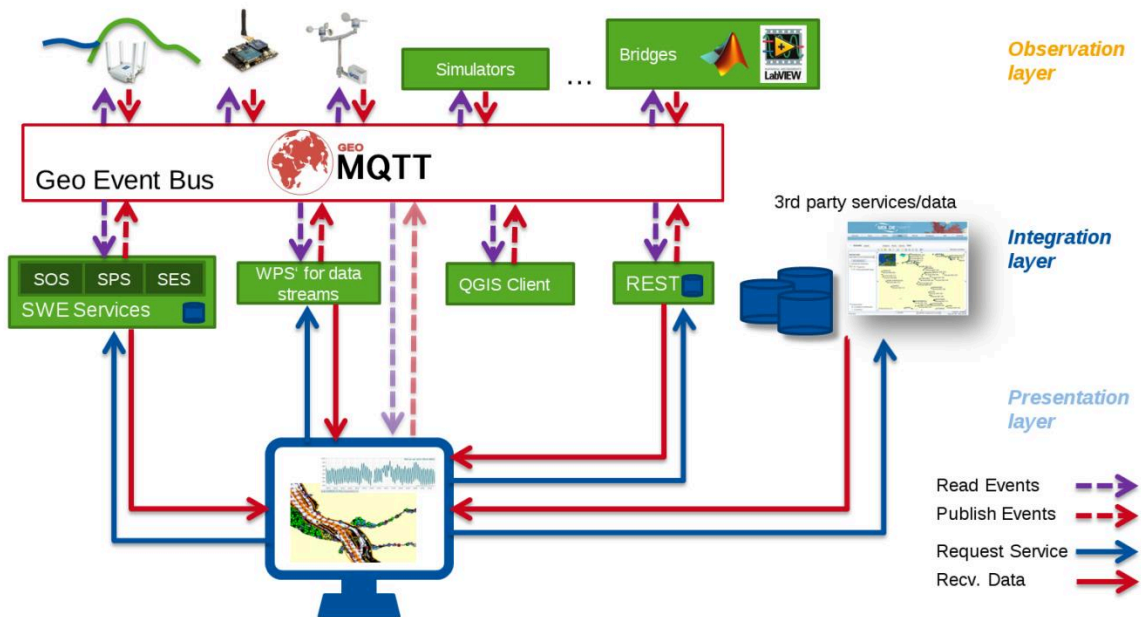 Observation
layer
Simulators
...
Bridges
LabVIEW
Geo Event Bus
GEO
MQTT
3rd party services/data
Integration
layer
SOS
SPS
SES
SWE Services
WPS' for data
streams
QGIS Client
REST
Presentation
layer
Read Events
Publish Events
Request Service
Recv. Data